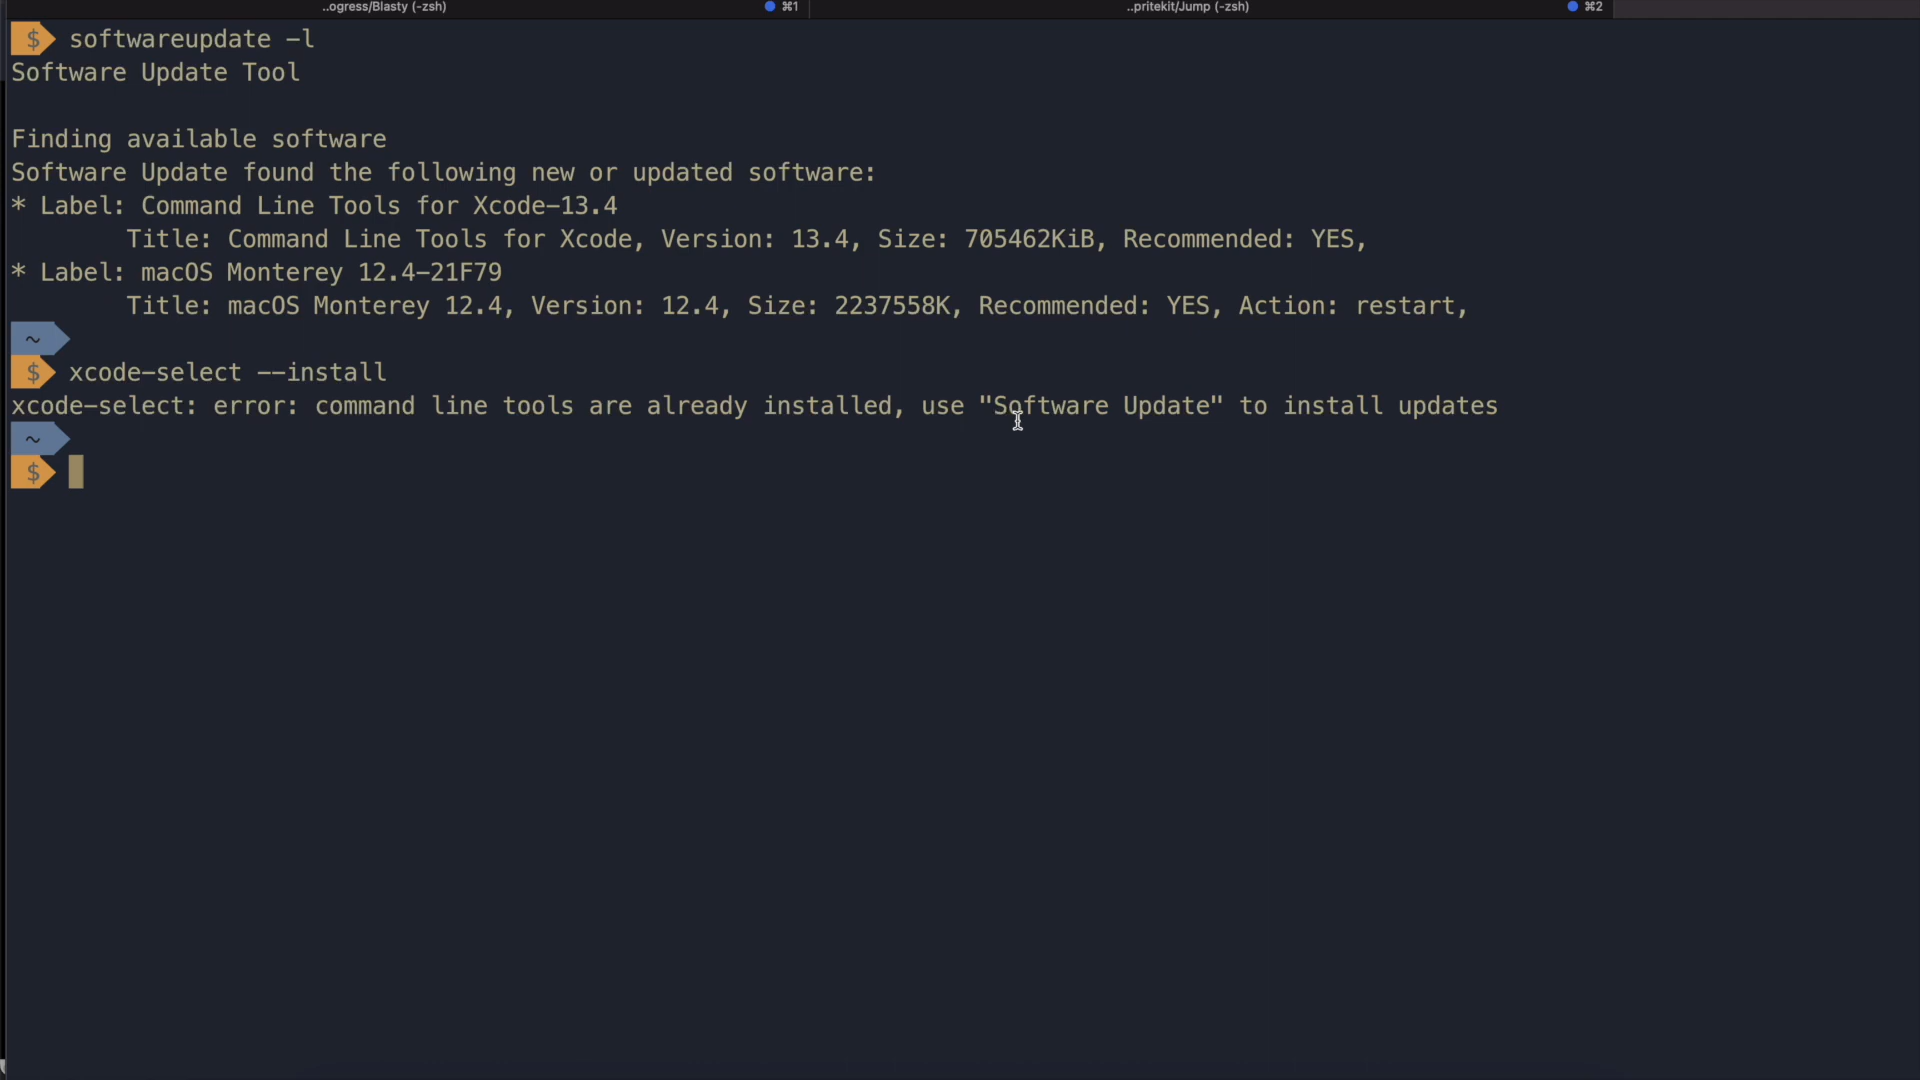 ..ogress/Blasty (-zsh) ⌘1 ..pritekit/Jump (-zsh) ⌘2
$ softwareupdate -l
Software Update Tool
Finding available software
Software Update found the following new or updated software:
* Label: Command Line Tools for Xcode-13.4
Title: Command Line Tools for Xcode, Version: 13.4, Size: 705462KiB, Recommended: YES,
* Label: macOS Monterey 12.4-21F79
Title: macOS Monterey 12.4, Version: 12.4, Size: 2237558K, Recommended: YES, Action: restart,
~
$ xcode-select --install
xcode-select: error: command line tools are already installed, use "Software Update" to install updates
~
$